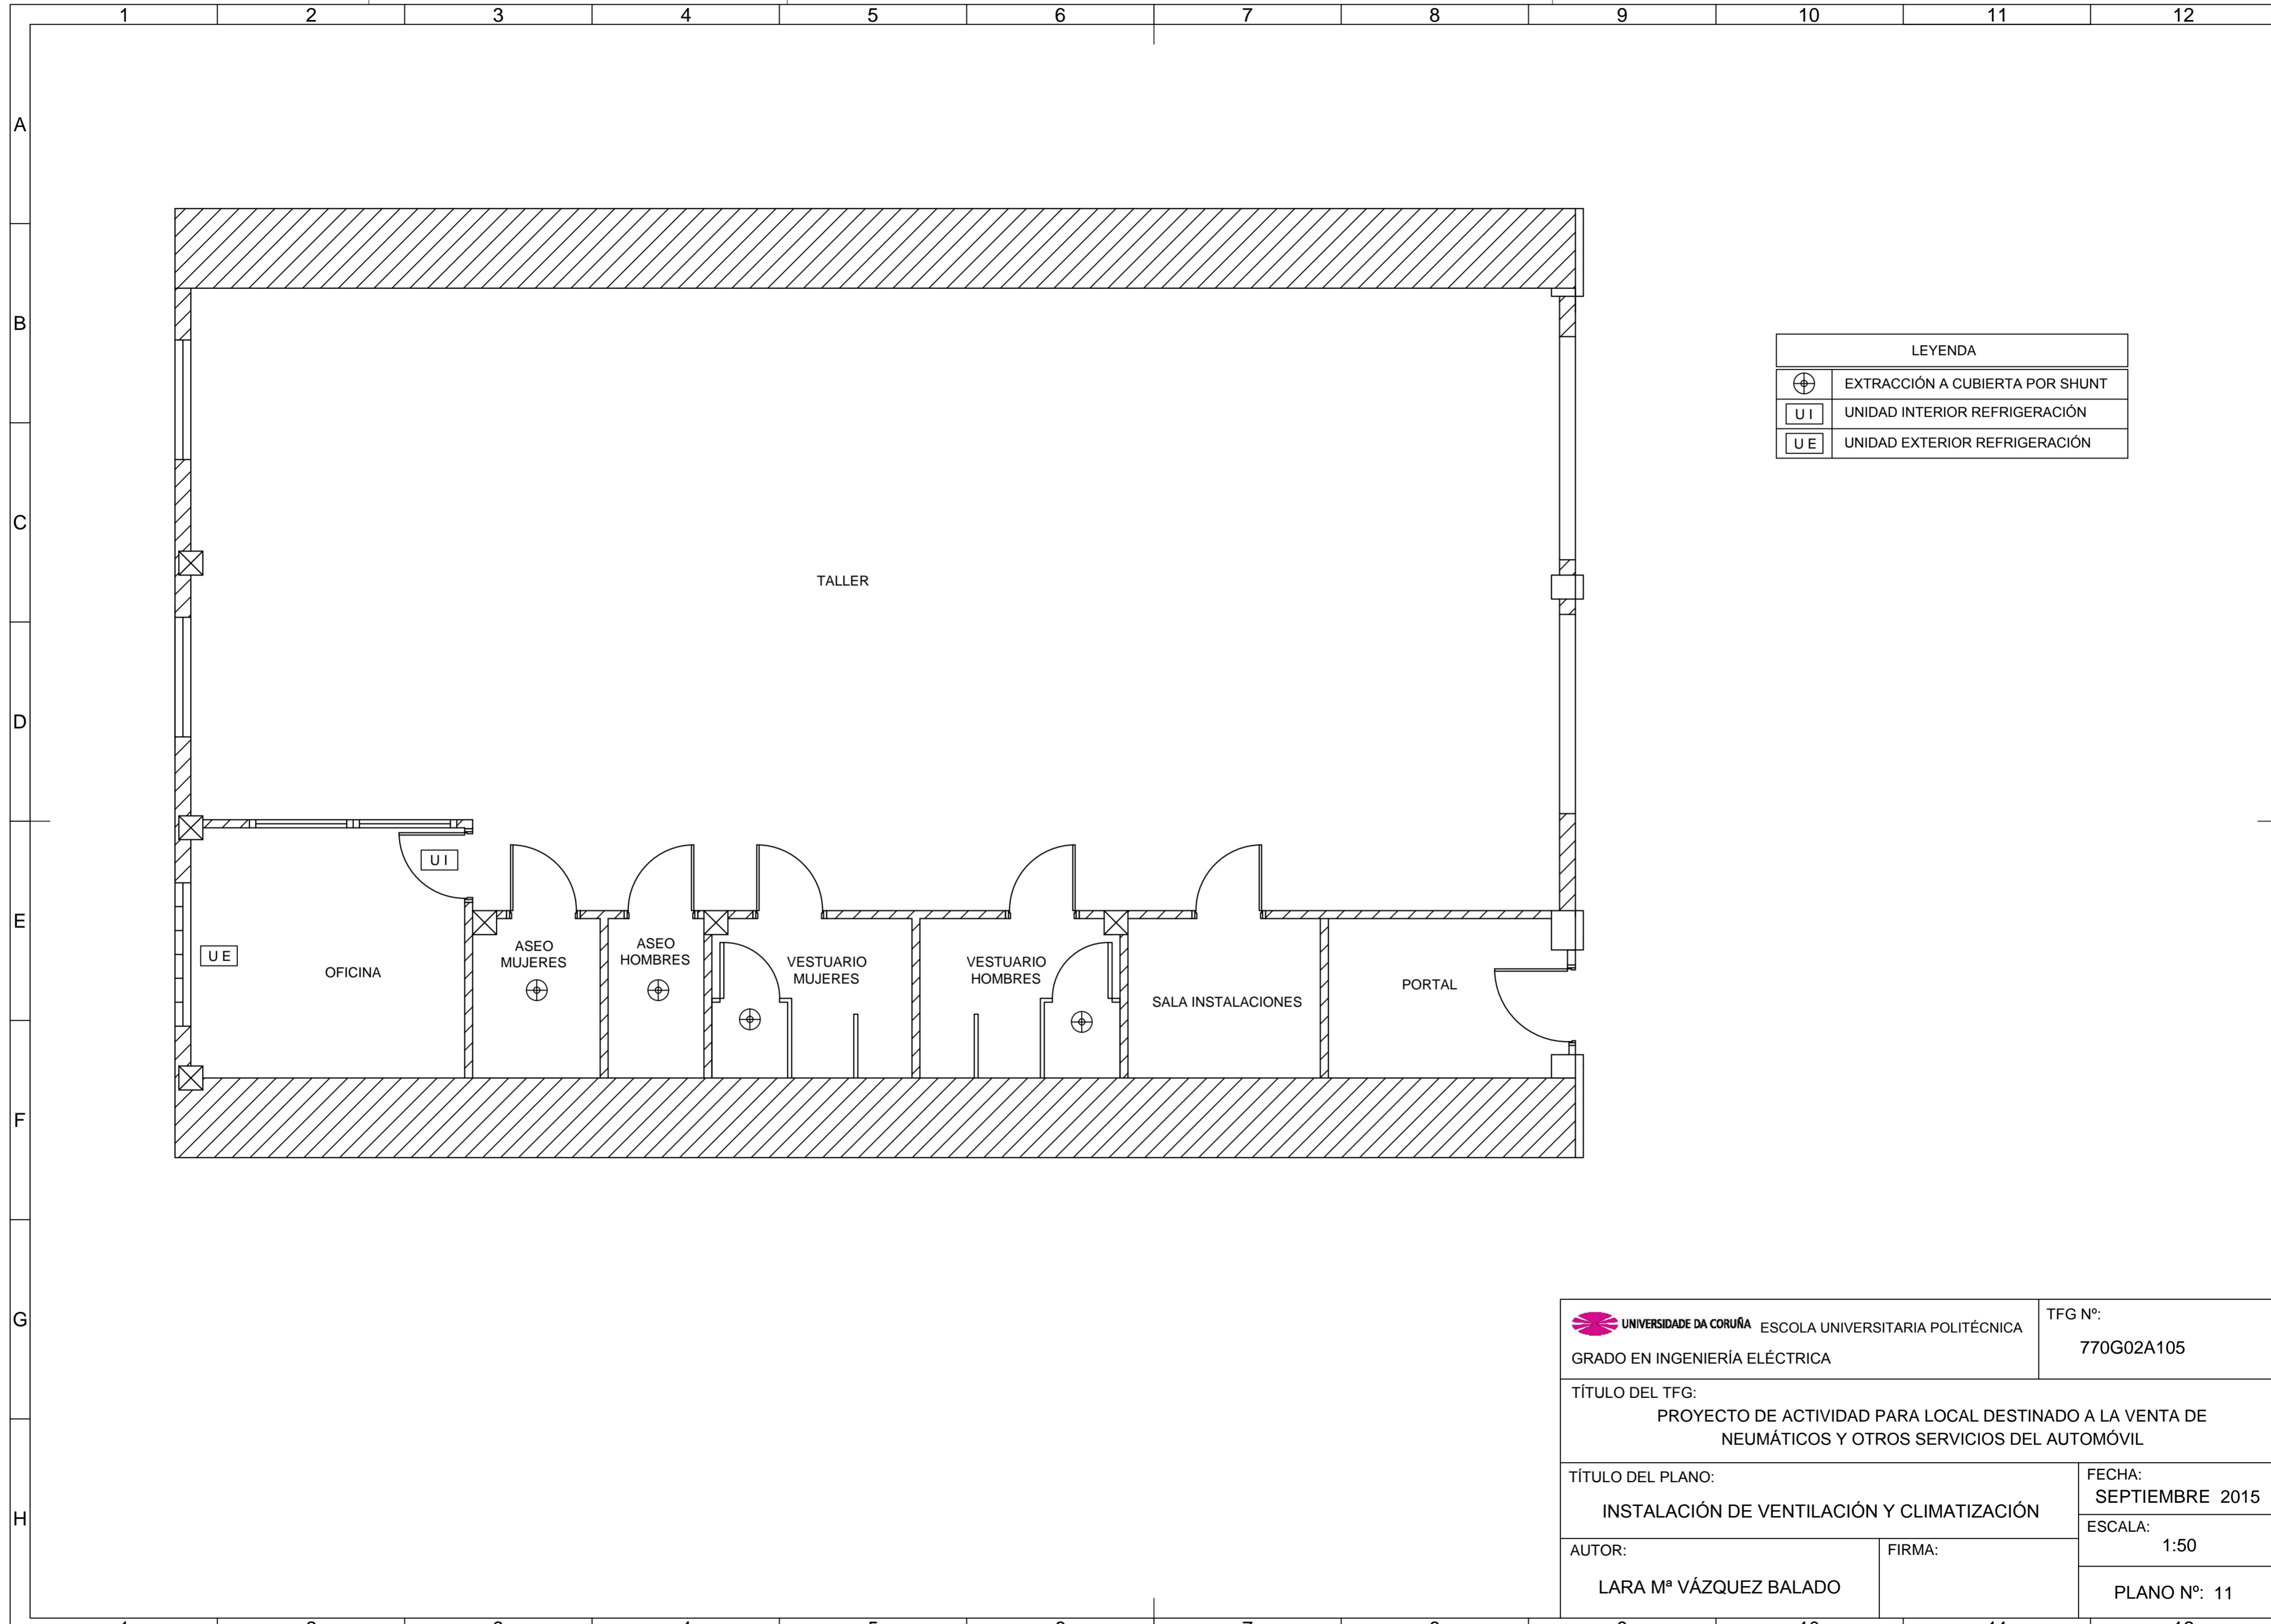 1 2 3 4 5 6 7 8 9 10 11 12
A
B
C
D
E
F
G
H
LEYENDA
EXTRACCIÓN A CUBIERTA POR SHUNT
U I UNIDAD INTERIOR REFRIGERACIÓN
U E UNIDAD EXTERIOR REFRIGERACIÓN
TALLER
U I
U E
OFICINA
ASEO
MUJERES
ASEO
HOMBRES
VESTUARIO
MUJERES
VESTUARIO
HOMBRES
SALA INSTALACIONES
PORTAL
UNIVERSIDADE DA CORUÑA ESCOLA UNIVERSITARIA POLITÉCNICA
GRADO EN INGENIERÍA ELÉCTRICA
TFG Nº:
770G02A105
TÍTULO DEL TFG:
PROYECTO DE ACTIVIDAD PARA LOCAL DESTINADO A LA VENTA DE
NEUMÁTICOS Y OTROS SERVICIOS DEL AUTOMÓVIL
TÍTULO DEL PLANO:
INSTALACIÓN DE VENTILACIÓN Y CLIMATIZACIÓN
FECHA:
SEPTIEMBRE 2015
ESCALA:
1:50
AUTOR:
LARA Mª VÁZQUEZ BALADO
FIRMA:
PLANO Nº: 11